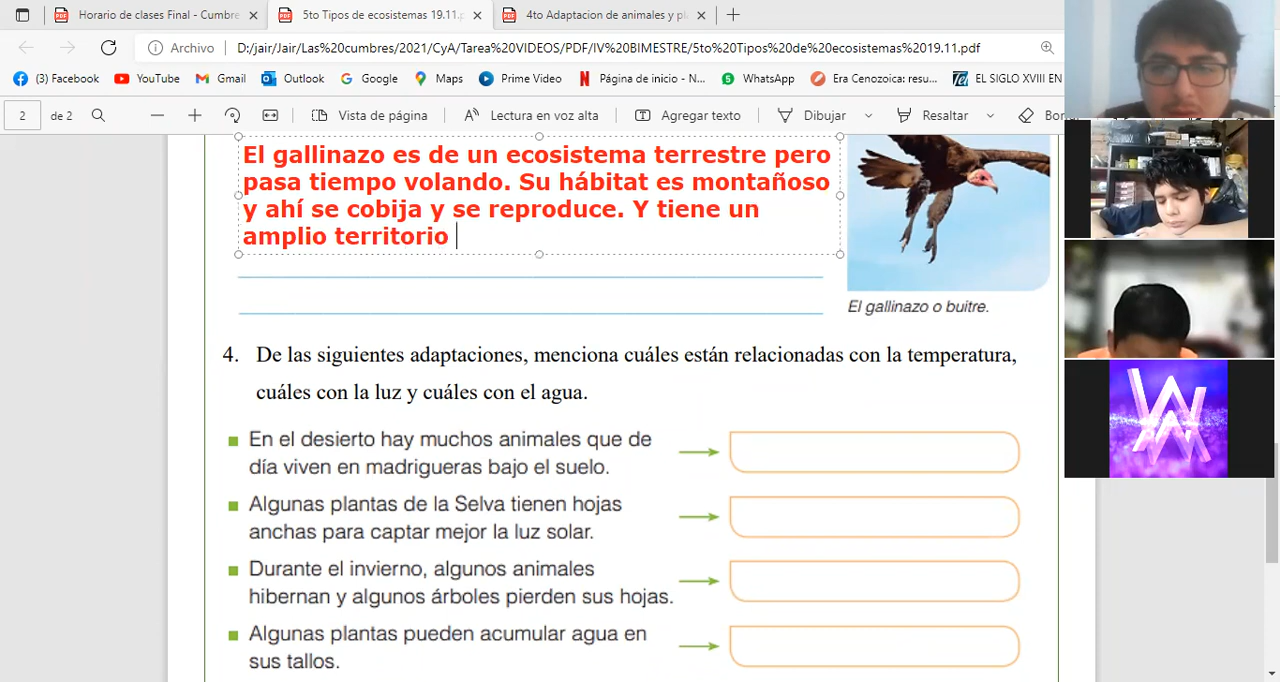 Horario de clases Final - Cumbre
5to Tipos de ecosistemas 19.11.p
4to Adaptacion de animales y pl
Archivo
D:/jair/Jair/Las%20cumbres/2021/CyA/Tarea%20VIDEOS/PDF/IV%20BIMESTRE/5to%20Tipos%20de%20ecosistemas%2019.11.pdf
(3) Facebook
YouTube
Gmail
Outlook
Google
Maps
Prime Video
Página de inicio - N...
WhatsApp
Era Cenozoica: resu...
EL SIGLO XVIII EN
2 de 2
Vista de página
Lectura en voz alta
Agregar texto
Dibujar
Resaltar
El gallinazo es de un ecosistema terrestre pero
pasa tiempo volando. Su hábitat es montañoso
y ahí se cobija y se reproduce. Y tiene un
amplio territorio
El gallinazo o buitre.
4. De las siguientes adaptaciones, menciona cuáles están relacionadas con la temperatura,
cuáles con la luz y cuáles con el agua.
En el desierto hay muchos animales que de
día viven en madrigueras bajo el suelo.
Algunas plantas de la Selva tienen hojas
anchas para captar mejor la luz solar.
Durante el invierno, algunos animales
hibernan y algunos árboles pierden sus hojas.
Algunas plantas pueden acumular agua en
sus tallos.